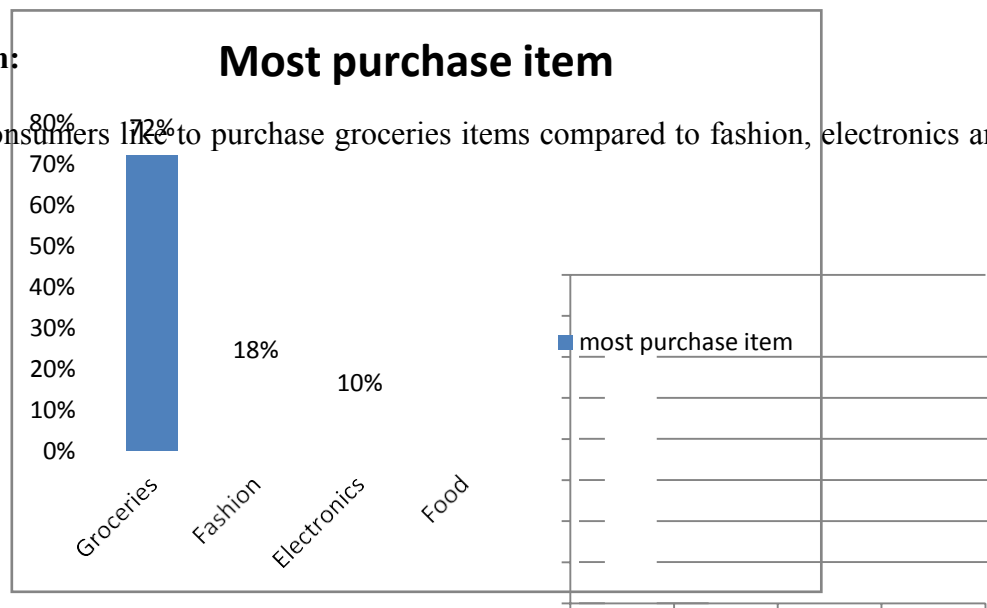 n:
Most purchase item
onsumers like to purchase groceries items compared to fashion, electronics an
80%
72%
70%
60%
50%
40%
30%
20%
10%
0%
18%
10%
most purchase item
Groceries
Fashion
Electronics
Food